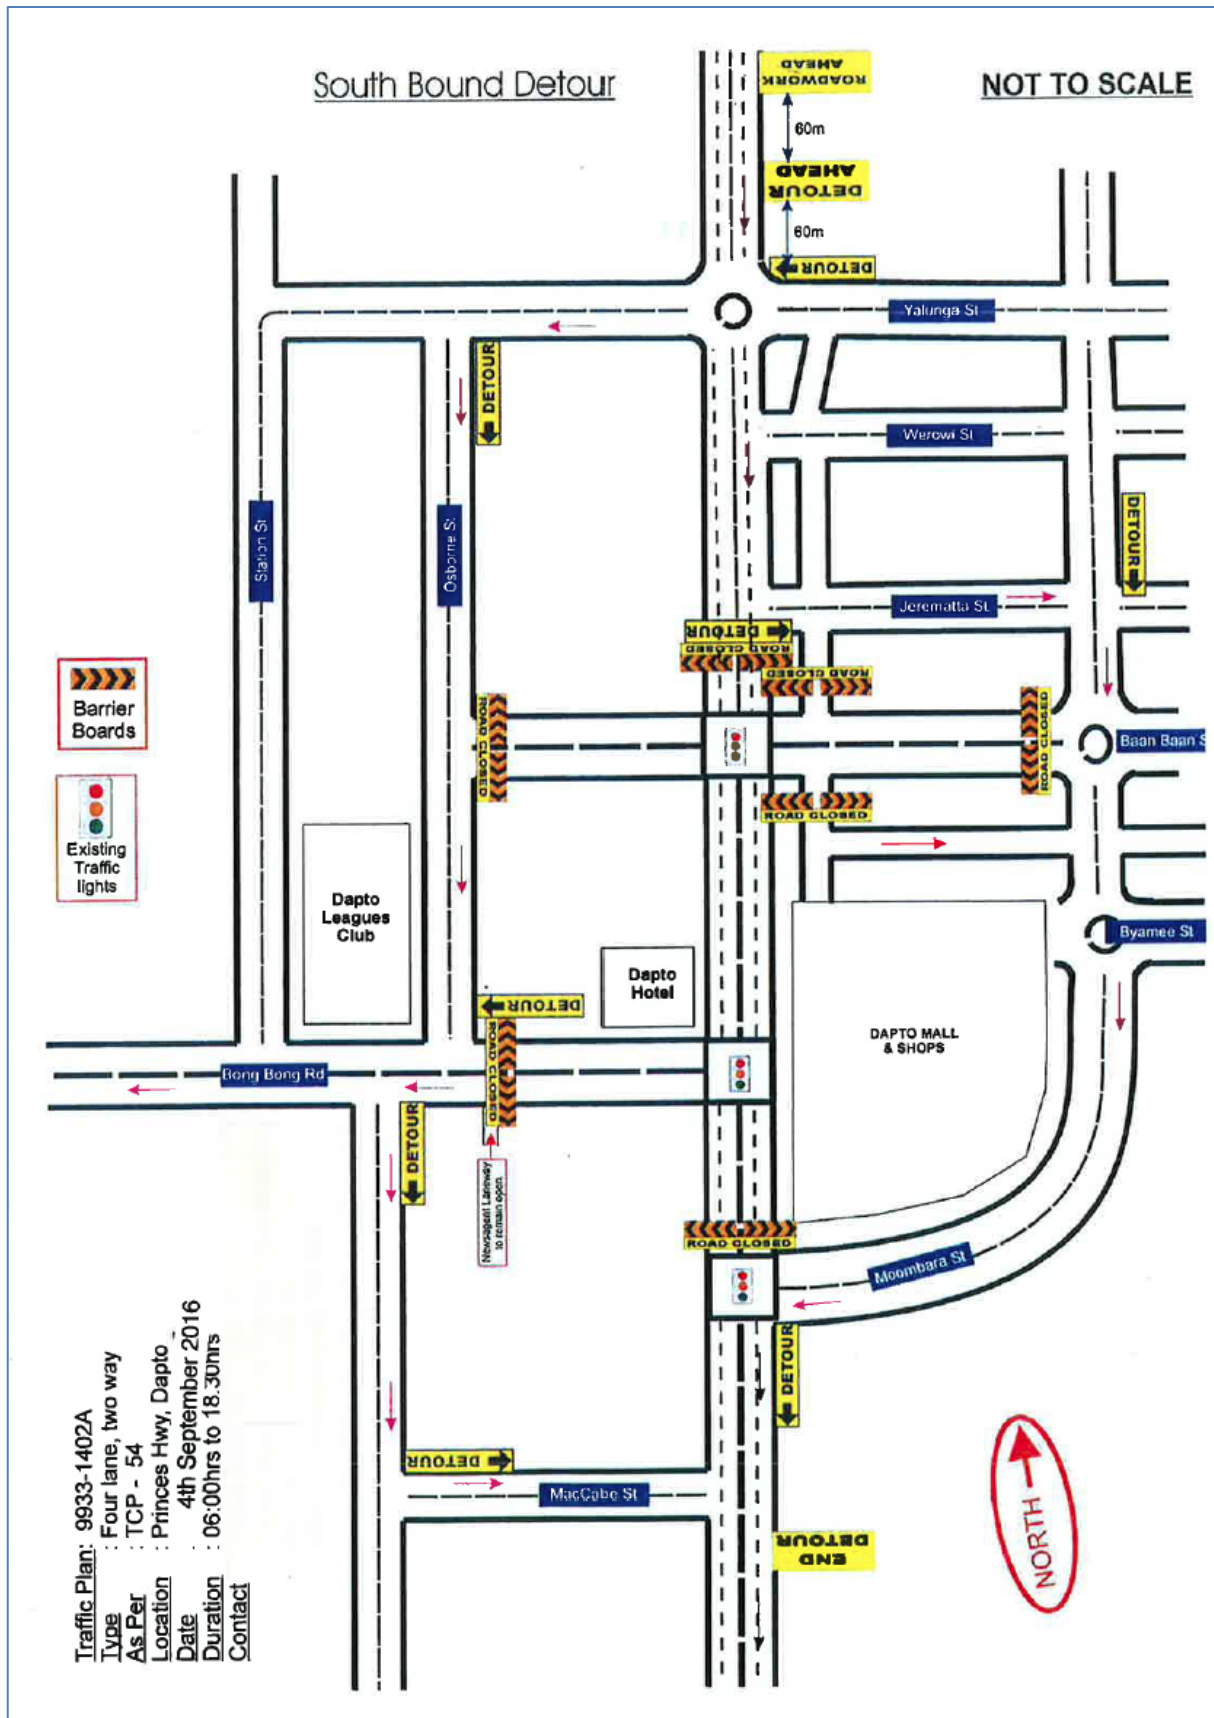 South Bound Detour
NOT TO SCALE
ROADWORK
AHEAD
60m
DETOUR
AHEAD
60m
DETOUR
Yalunga St
DETOUR
Werowi St
DETOUR
Station St
Osborne St
Jerematta St
DETOUR
ROAD CLOSED
ROAD CLOSED
Barrier
Boards
ROAD CLOSED
ROAD CLOSED
Baan Baan S
Existing
Traffic
lights
ROAD CLOSED
Dapto
Leagues
Club
Byamee St
Dapto
Hotel
DETOUR
DAPTO MALL
& SHOPS
ROAD CLOSED
Bong Bong Rd
DETOUR
Newsagent Laneway
to remain open
ROAD CLOSED
Moombara St
DETOUR
DETOUR
MacCabe St
END
DETOUR
NORTH
Traffic Plan: 9933-1402A
Type : Four lane, two way
As Per : TCP - 54
Location : Princes Hwy, Dapto
Date : 4th September 2016
Duration : 06:00hrs to 18.30hrs
Contact